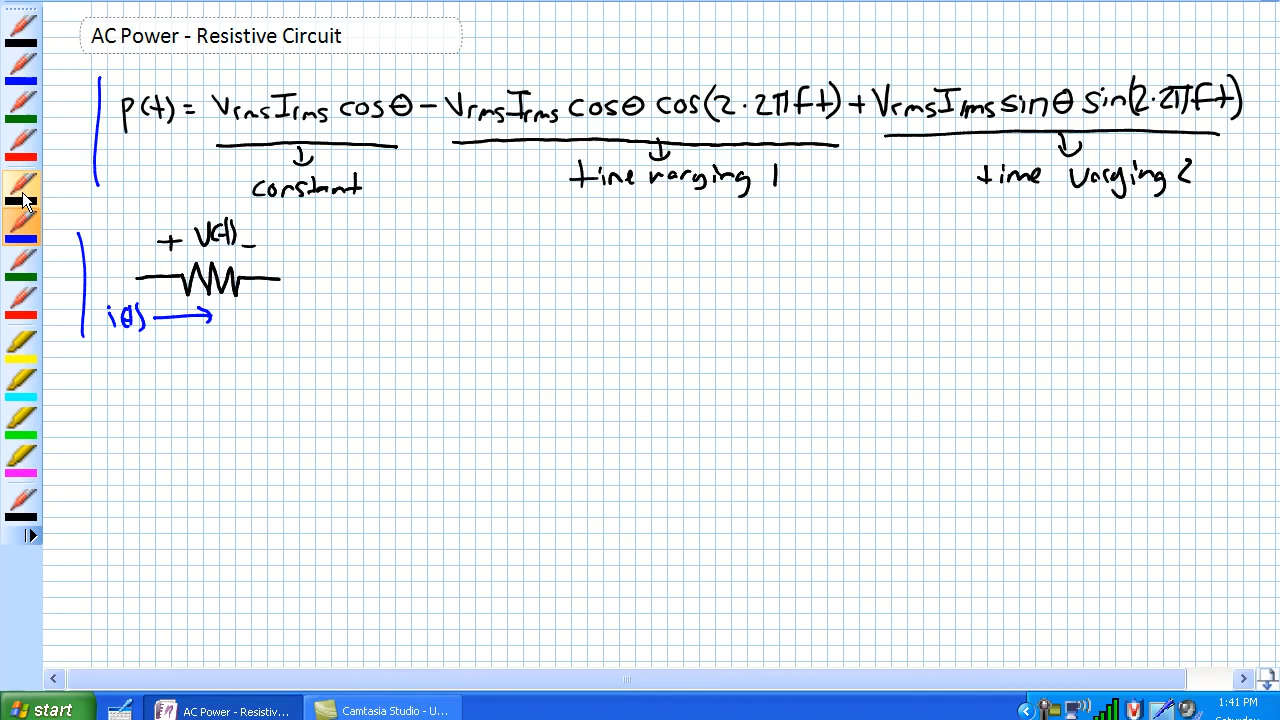 AC Power - Resistive Circuit
p(t) = VrmsIrms cosθ - VrmsIrms cosθ cos(2·2πft) + VrmsIrms sinθ sin(2·2πft)
constant
time varying 1
time varying 2
+ V(t) -
i(t)
start
AC Power - Resistiv...
Camtasia Studio - U...
1:41 PM
Saturday